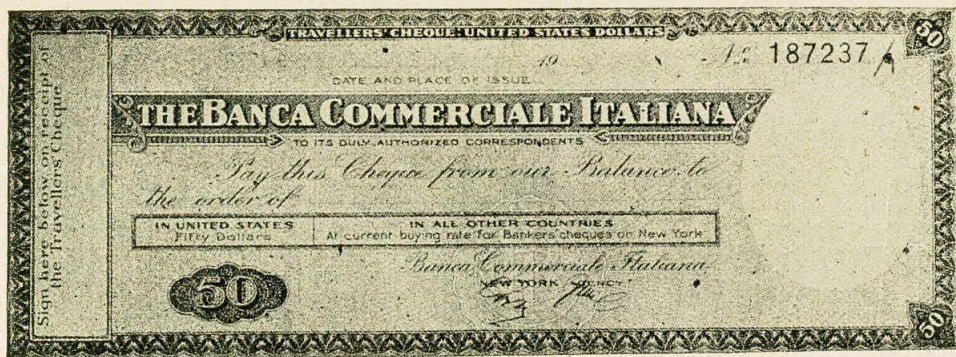 TRAVELLERS' CHEQUE: UNITED STATES DOLLARS
50
19
No. 187237 A
DATE AND PLACE OF ISSUE
THE BANCA COMMERCIALE ITALIANA
TO ITS DULY AUTHORIZED CORRESPONDENTS
Pay this Cheque from our Balance to
the order of
IN UNITED STATES
Fifty Dollars
IN ALL OTHER COUNTRIES
At current buying rate for Bankers' cheques on New York
Banca Commerciale Italiana
NEW YORK AGENCY
50
50
Sign here below on receipt of
the Travellers' Cheque